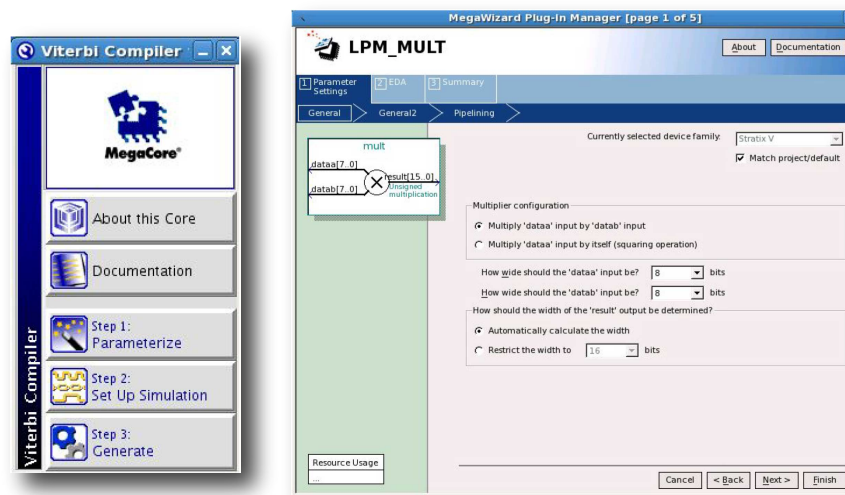 Viterbi Compiler
MegaCore®
About this Core
Documentation
Step 1:
Parameterize
Step 2:
Set Up Simulation
Step 3:
Generate
Viterbi Compiler
MegaWizard Plug-In Manager [page 1 of 5]
LPM_MULT
About
Documentation
1 Parameter Settings
2 EDA
3 Summary
General
General2
Pipelining
Currently selected device family:
Stratix V
Match project/default
mult
dataa[7..0]
result[15..0]
datab[7..0]
Unsigned
multiplication
Multiplier configuration
Multiply 'dataa' input by 'datab' input
Multiply 'dataa' input by itself (squaring operation)
How wide should the 'dataa' input be? 8 bits
How wide should the 'datab' input be? 8 bits
How should the width of the 'result' output be determined?
Automatically calculate the width
Restrict the width to 16 bits
Resource Usage
...
Cancel
< Back
Next >
Finish